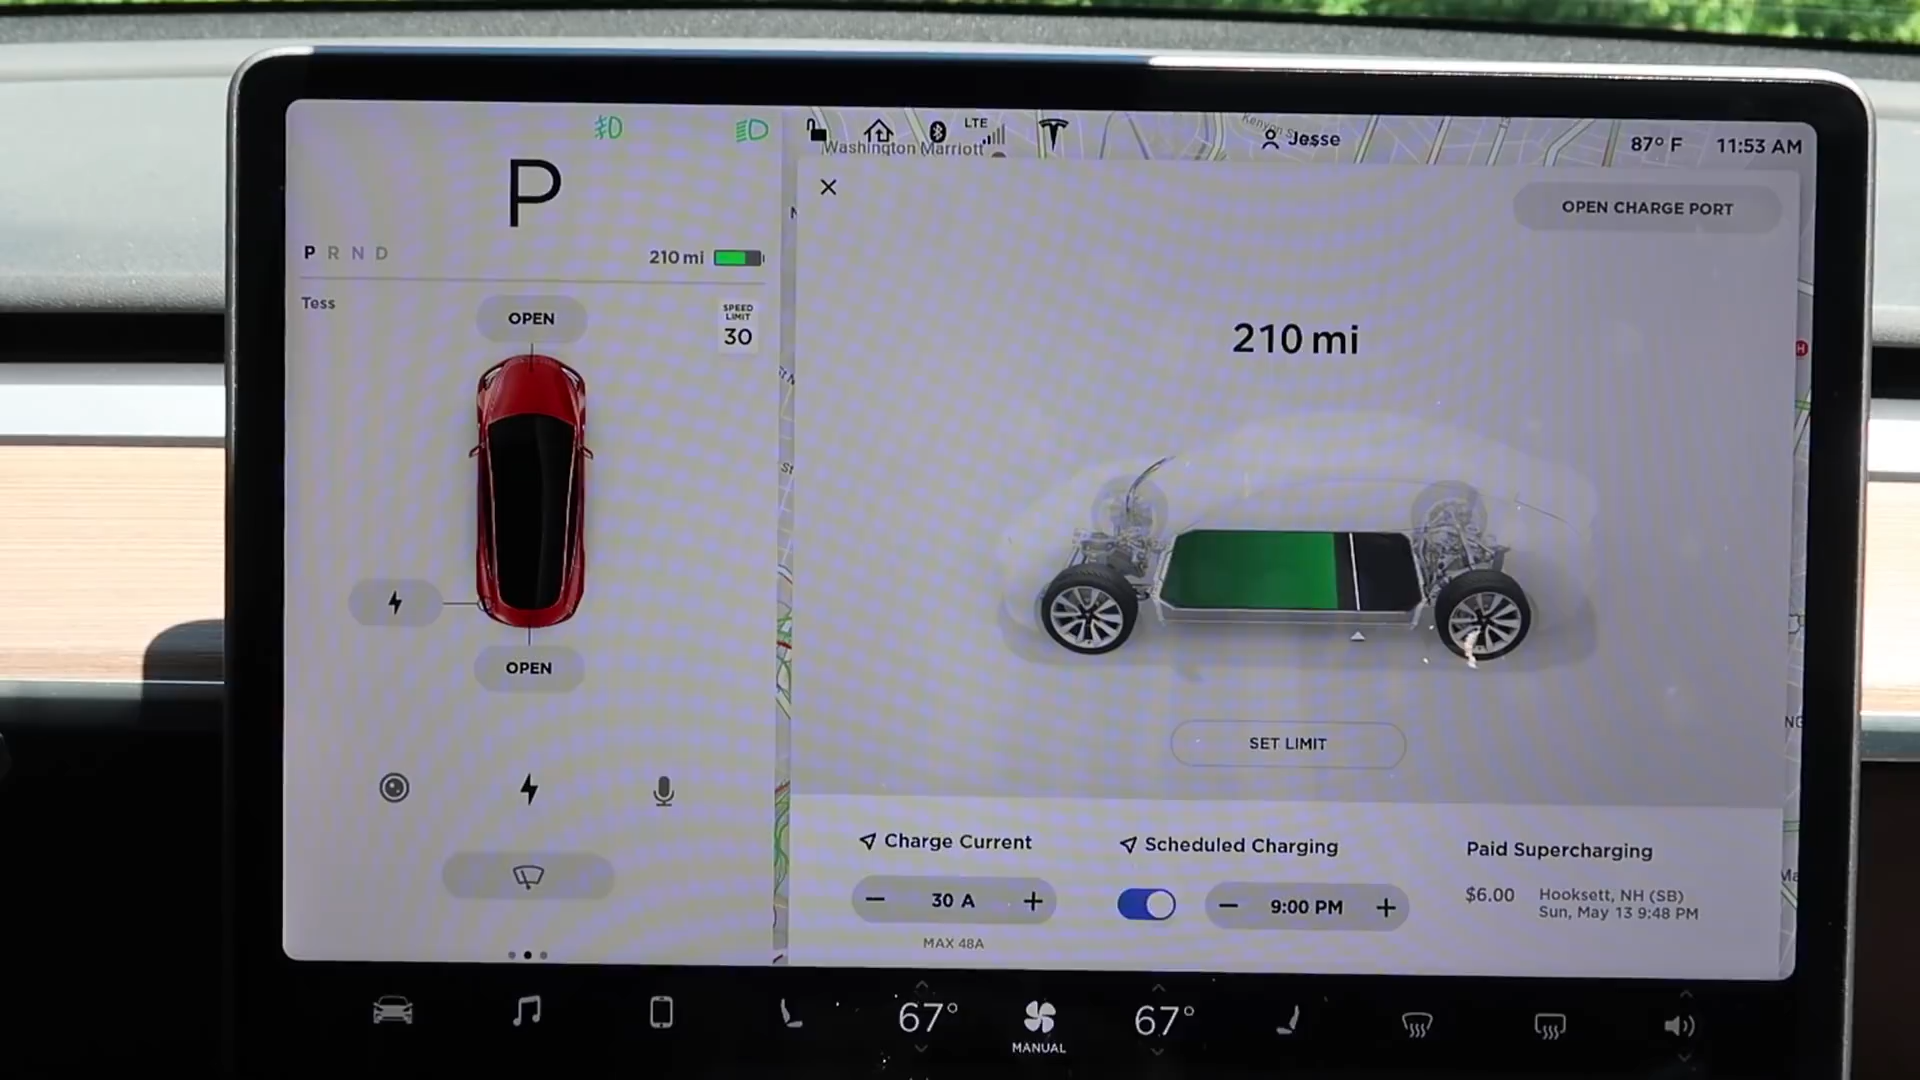 LTE
Kenyon S
Jesse
87° F
11:53 AM
Washington Marriott
P
P R N D
210 mi
Tess
OPEN
SPEED
LIMIT
30
OPEN
OPEN CHARGE PORT
210 mi
SET LIMIT
Charge Current
− 30 A +
MAX 48A
Scheduled Charging
− 9:00 PM +
Paid Supercharging
$6.00
Hooksett, NH (SB)
Sun, May 13 9:48 PM
67°
MANUAL
67°